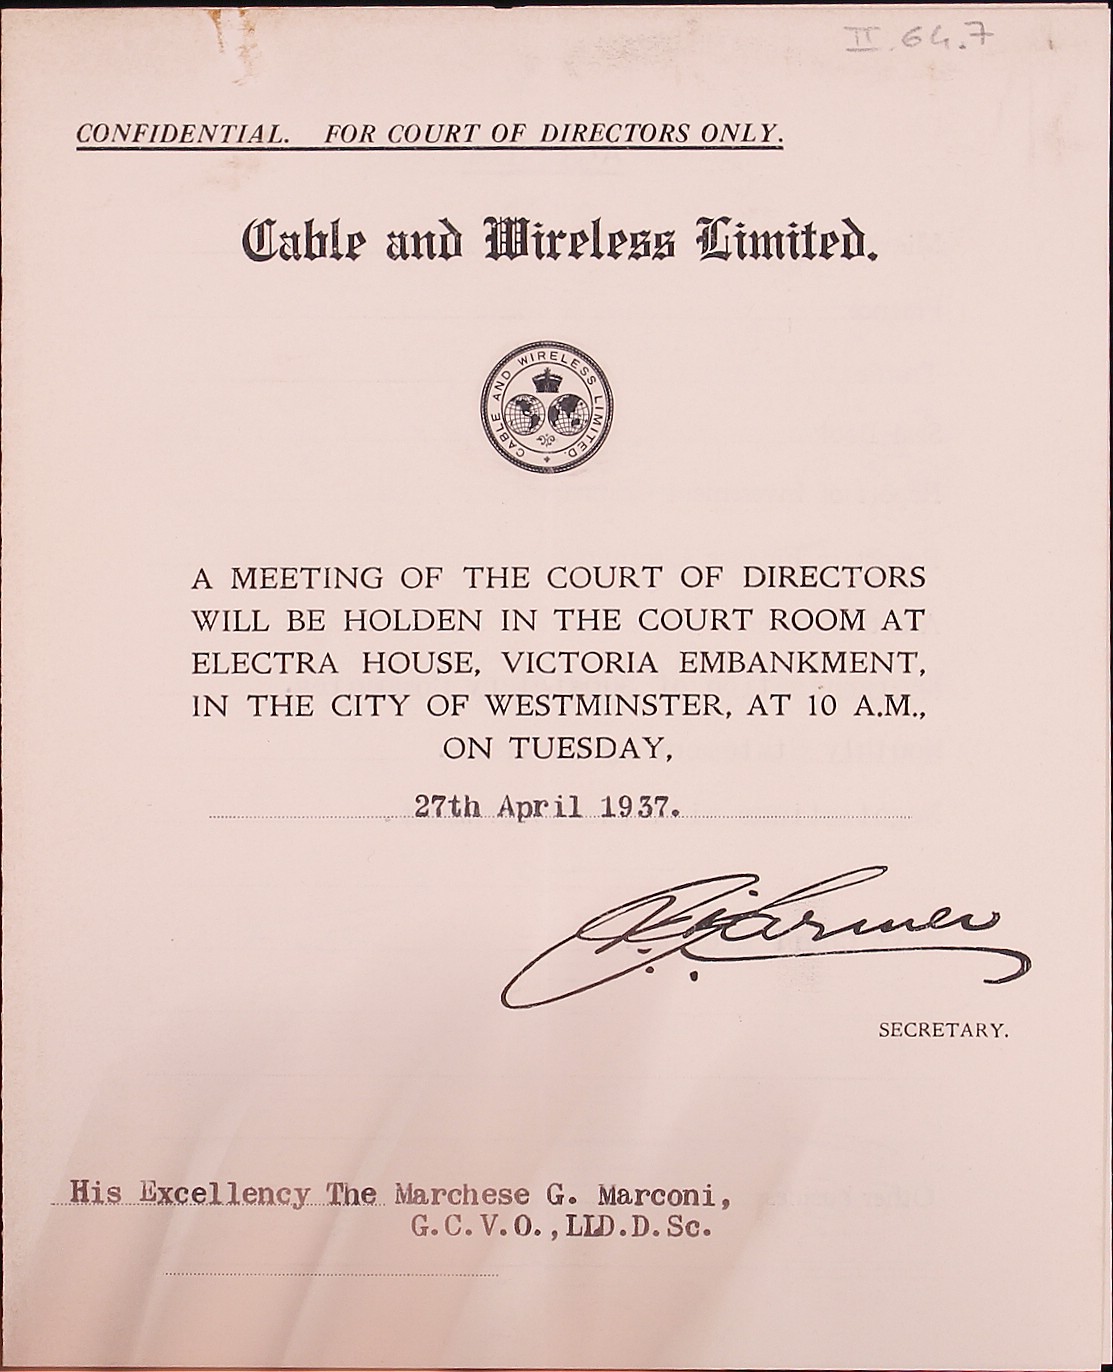 II 64.7
CONFIDENTIAL. FOR COURT OF DIRECTORS ONLY.
Cable and Wireless Limited.
CABLE AND WIRELESS LIMITED.
A MEETING OF THE COURT OF DIRECTORS
WILL BE HOLDEN IN THE COURT ROOM AT
ELECTRA HOUSE, VICTORIA EMBANKMENT,
IN THE CITY OF WESTMINSTER, AT 10 A.M.,
ON TUESDAY,
27th April 1937.
SECRETARY.
His Excellency The Marchese G. Marconi,
G.C.V.O.,LLD.D.Sc.